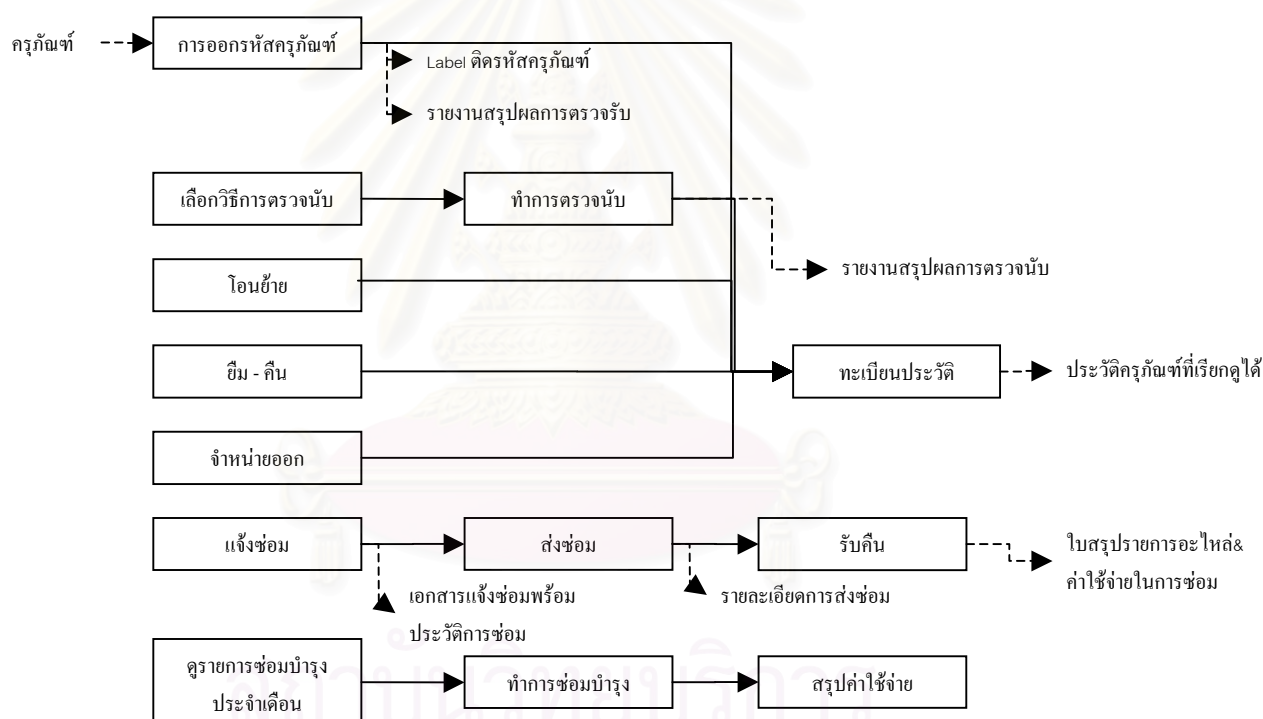 ครุภัณฑ์
การออกรหัสครุภัณฑ์
Label ติดรหัสครุภัณฑ์
รายงานสรุปผลการตรวจรับ
เลือกวิธีการตรวจนับ
ทำการตรวจนับ
รายงานสรุปผลการตรวจนับ
โอนย้าย
ยืม - คืน
ทะเบียนประวัติ
ประวัติครุภัณฑ์ที่เรียกดูได้
จำหน่ายออก
แจ้งซ่อม
ส่งซ่อม
รับคืน
ใบสรุปรายการอะไหล่&
ค่าใช้จ่ายในการซ่อม
เอกสารแจ้งซ่อมพร้อม
ประวัติการซ่อม
รายละเอียดการส่งซ่อม
ดูรายการซ่อมบำรุง
ประจำเดือน
ทำการซ่อมบำรุง
สรุปค่าใช้จ่าย
สถาบันวิทยบริการ